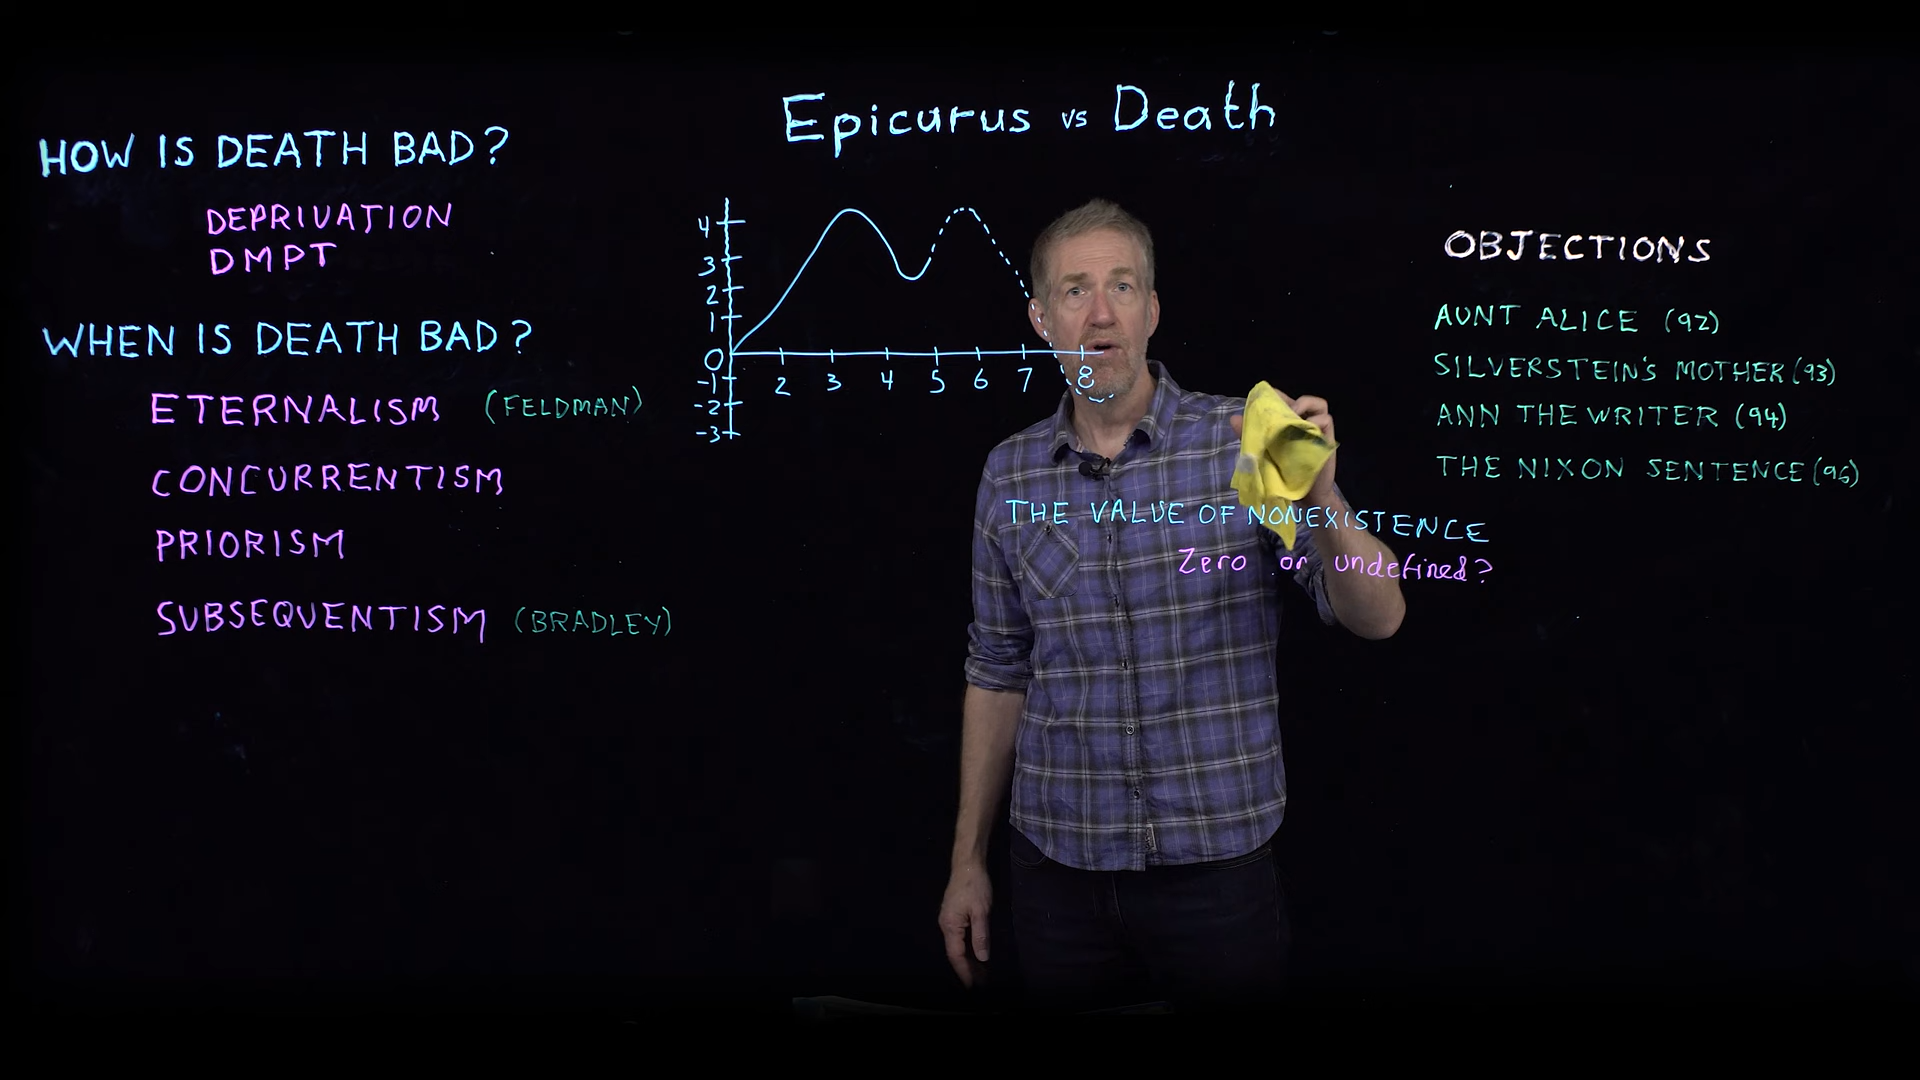 Epicurus vs Death
HOW IS DEATH BAD?
DEPRIVATION
DMPT
WHEN IS DEATH BAD?
ETERNALISM (FELDMAN)
CONCURRENTISM
PRIORISM
SUBSEQUENTISM (BRADLEY)
4
3
2
1
0
-1
-2
-3
2 3 4 5 6 7 8
THE VALUE OF NONEXISTENCE
Zero or undefined?
OBJECTIONS
AUNT ALICE (92)
SILVERSTEIN'S MOTHER (93)
ANN THE WRITER (94)
THE NIXON SENTENCE (95)